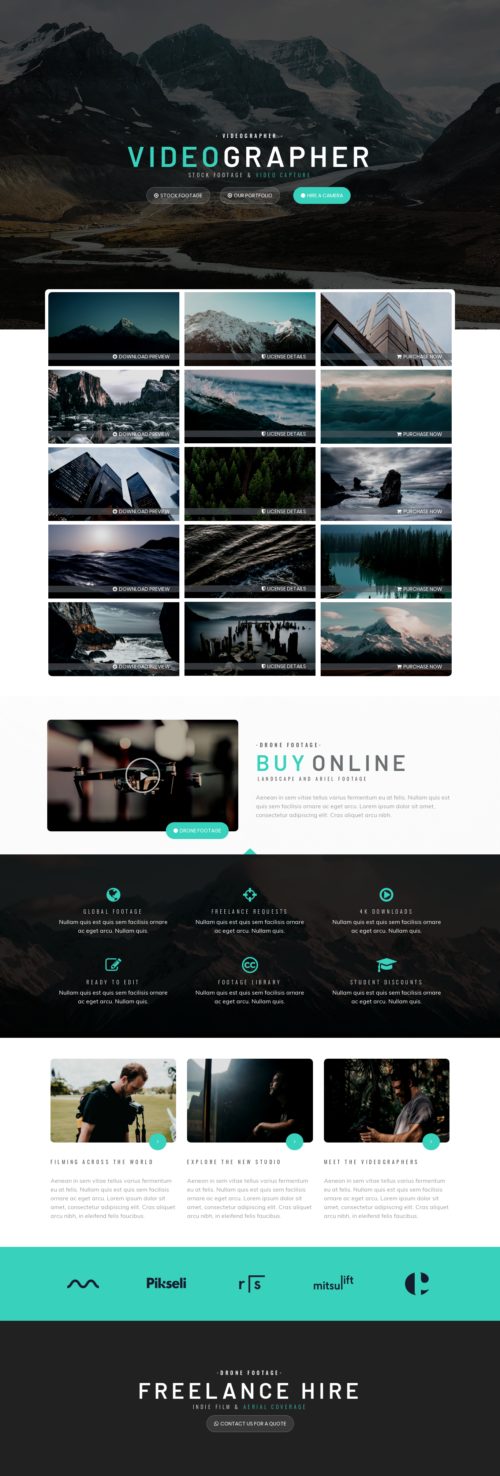 - VIDEOGRAPHER -
VIDEOGRAPHER
STOCK FOOTAGE & VIDEO CAPTURE
STOCK FOOTAGE
OUR PORTFOLIO
HIRE & CAMERA
DOWNLOAD PREVIEW
LICENSE DETAILS
PURCHASE NOW
DOWNLOAD PREVIEW
LICENSE DETAILS
PURCHASE NOW
DOWNLOAD PREVIEW
LICENSE DETAILS
PURCHASE NOW
DOWNLOAD PREVIEW
LICENSE DETAILS
PURCHASE NOW
DOWNLOAD PREVIEW
LICENSE DETAILS
PURCHASE NOW
DRONE FOOTAGE
-DRONE FOOTAGE-
BUY ONLINE
LANDSCAPE AND ARIEL FOOTAGE
Aenean in sem vitae tellus varius fermentum eu at felis. Nullam quis
est quis sem facilisis ornare ac eget arcu. Lorem ipsum dolor sit amet,
consectetur adipiscing elit. Cras aliquet arcu nibh.
GLOBAL FOOTAGE
Nullam quis est quis sem facilisis ornare
ac eget arcu. Nullam quis.
FREELANCE REQUESTS
Nullam quis est quis sem facilisis ornare
ac eget arcu. Nullam quis.
4K DOWNLOADS
Nullam quis est quis sem facilisis ornare
ac eget arcu. Nullam quis.
READY TO EDIT
Nullam quis est quis sem facilisis ornare
ac eget arcu. Nullam quis.
FOOTAGE LIBRARY
Nullam quis est quis sem facilisis ornare
ac eget arcu. Nullam quis.
STUDENT DISCOUNTS
Nullam quis est quis sem facilisis ornare
ac eget arcu. Nullam quis.
FILMING ACROSS THE WORLD
Aenean in sem vitae tellus varius fermentum
eu at felis. Nullam quis est quis sem facilisis
ornare ac eget arcu. Lorem ipsum dolor sit
amet, consectetur adipiscing elit. Cras aliquet
arcu nibh, in eleifend felis faucibus.
EXPLORE THE NEW STUDIO
Aenean in sem vitae tellus varius fermentum
eu at felis. Nullam quis est quis sem facilisis
ornare ac eget arcu. Lorem ipsum dolor sit
amet, consectetur adipiscing elit. Cras aliquet
arcu nibh, in eleifend felis faucibus.
MEET THE VIDEOGRAPHERS
Aenean in sem vitae tellus varius fermentum
eu at felis. Nullam quis est quis sem facilisis
ornare ac eget arcu. Lorem ipsum dolor sit
amet, consectetur adipiscing elit. Cras aliquet
arcu nibh, in eleifend felis faucibus.
Pikseli
r s
mitsulift
-DRONE FOOTAGE-
FREELANCE HIRE
INDIE FILM & AERIAL COVERAGE
CONTACT US FOR A QUOTE